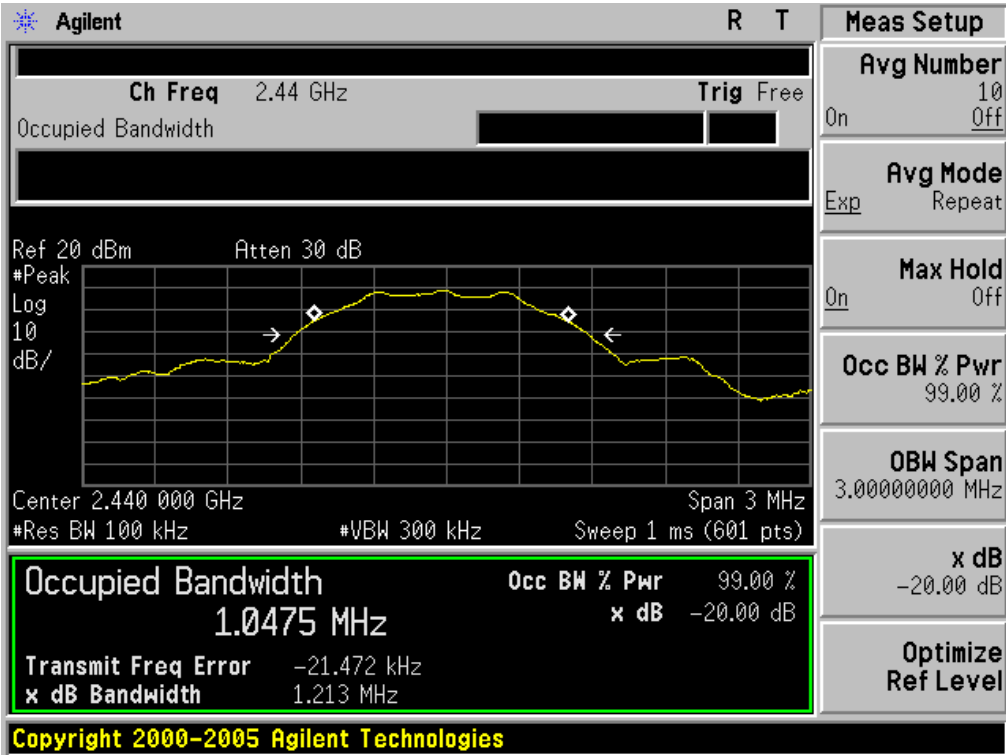 Agilent R T
Ch Freq 2.44 GHz Trig Free
Occupied Bandwidth
Ref 20 dBm Atten 30 dB
#Peak
Log
10
dB/
Center 2.440 000 GHz Span 3 MHz
#Res BW 100 kHz #VBW 300 kHz Sweep 1 ms (601 pts)
Occupied Bandwidth
1.0475 MHz
Occ BW % Pwr 99.00 %
x dB -20.00 dB
Transmit Freq Error -21.472 kHz
x dB Bandwidth 1.213 MHz
Copyright 2000-2005 Agilent Technologies
Meas Setup
Avg Number
10
On Off
Avg Mode
Exp Repeat
Max Hold
On Off
Occ BW % Pwr
99.00 %
OBW Span
3.00000000 MHz
x dB
-20.00 dB
Optimize
Ref Level